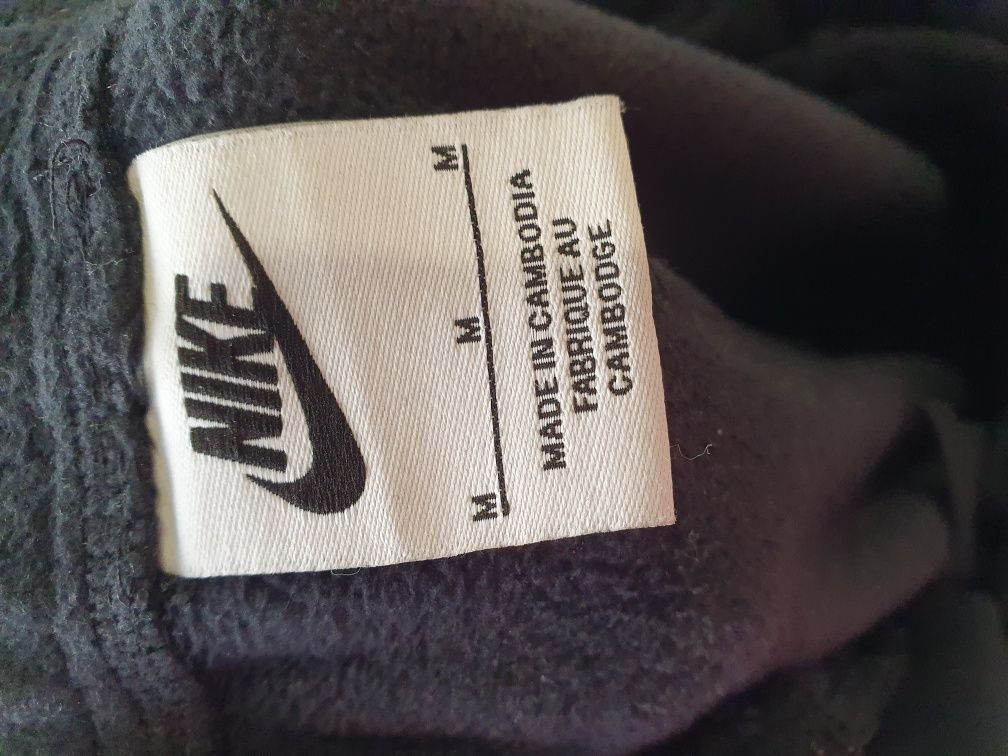 NIKE
M M M
MADE IN CAMBODIA
FABRIQUE AU
CAMBODGE